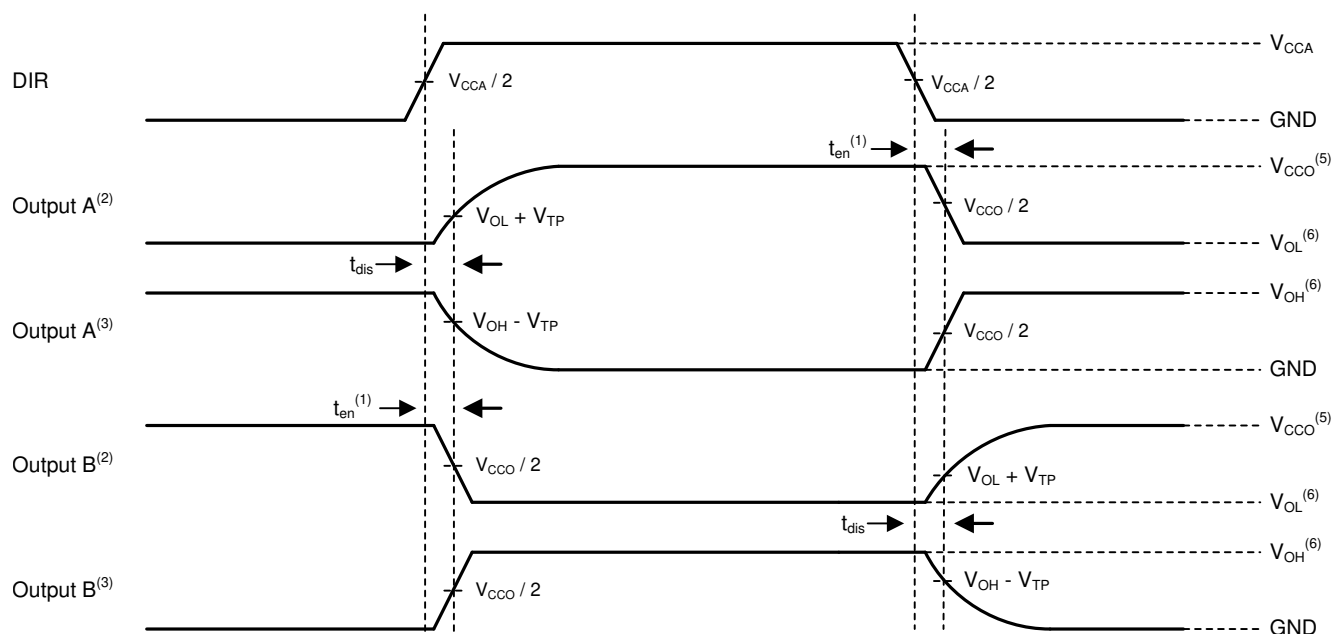 DIR
V_CCA / 2
V_CCA / 2
V_CCA
GND
t_en^(1)
Output A^(2)
V_OL + V_TP
V_CCO / 2
V_CCO^(5)
V_OL^(6)
t_dis
Output A^(3)
V_OH - V_TP
V_CCO / 2
V_OH^(6)
GND
t_en^(1)
Output B^(2)
V_CCO / 2
V_OL + V_TP
V_CCO^(5)
V_OL^(6)
t_dis
Output B^(3)
V_CCO / 2
V_OH - V_TP
V_OH^(6)
GND